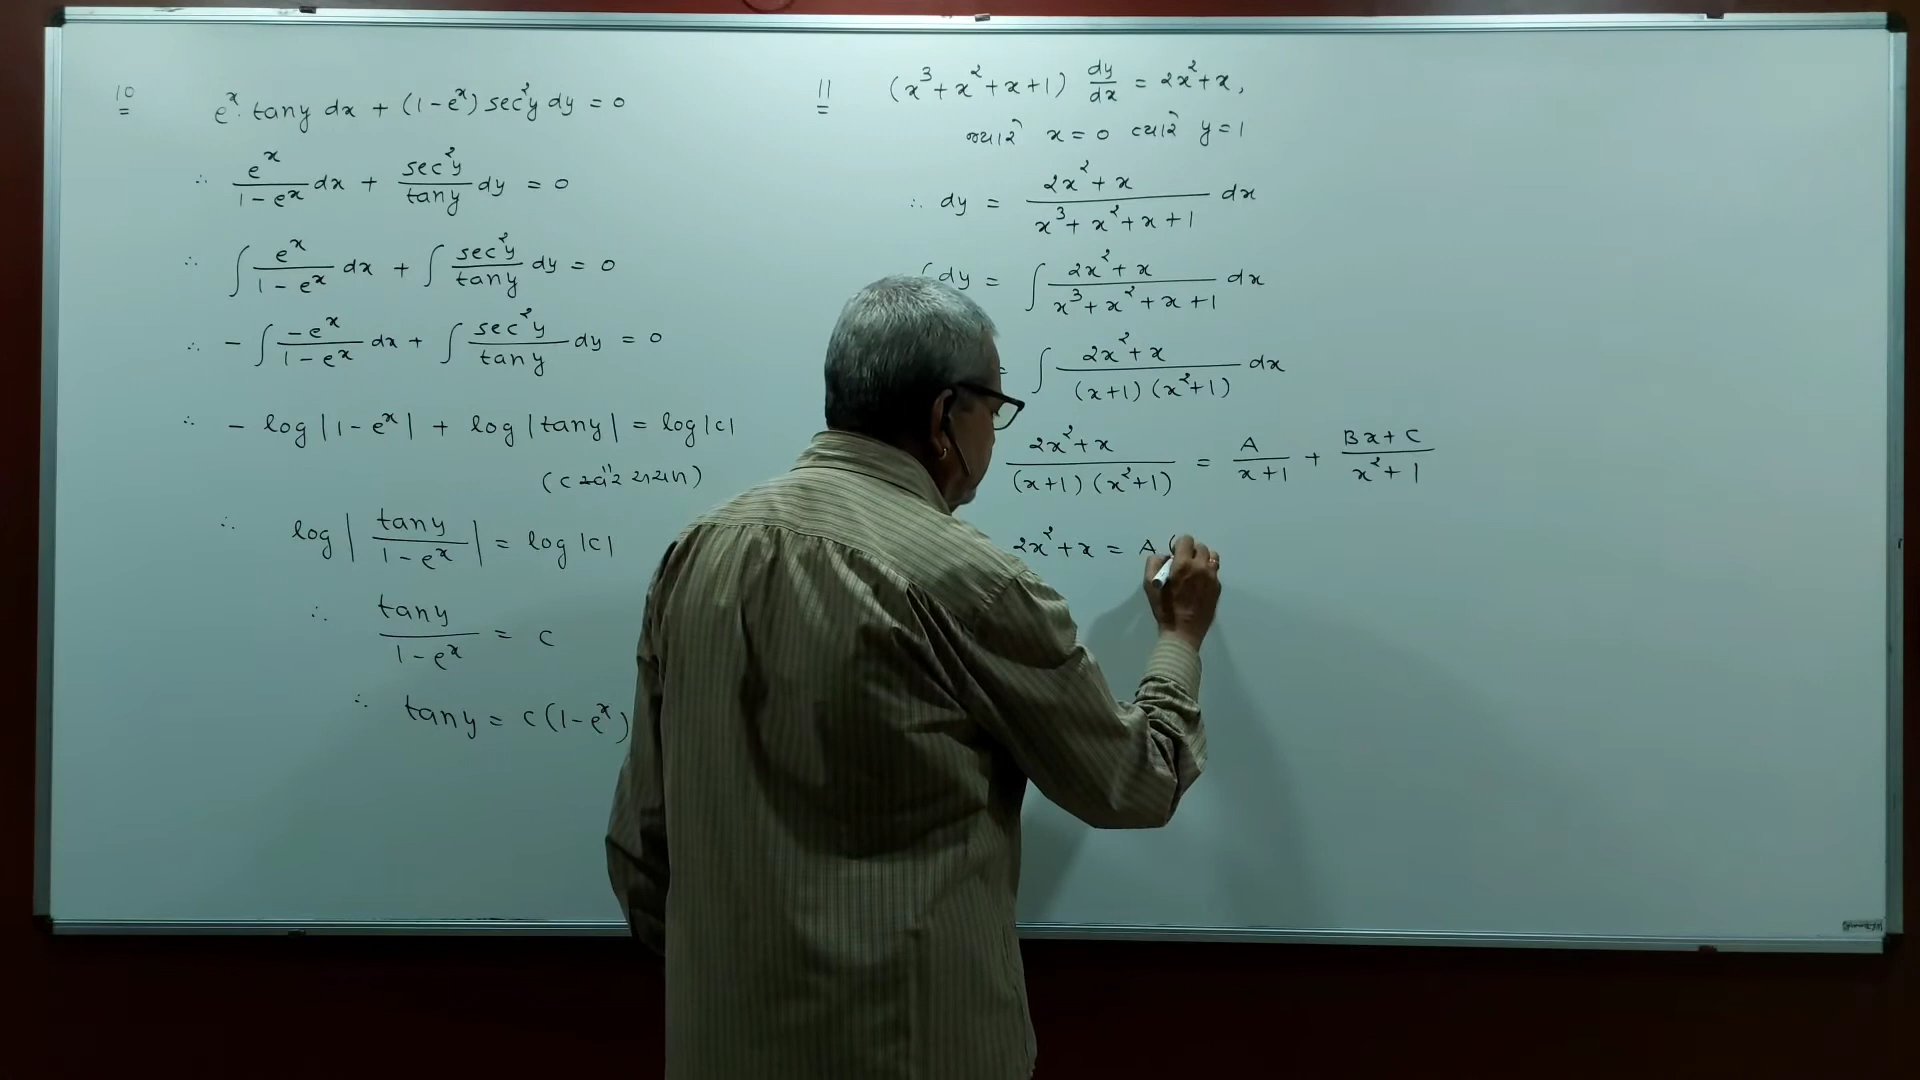 10
e^x · tany dx + (1-e^x) sec²y dy = 0
∴ e^x/(1-e^x) dx + sec²y/tany dy = 0
∴ ∫ e^x/(1-e^x) dx + ∫ sec²y/tany dy = 0
∴ - ∫ -e^x/(1-e^x) dx + ∫ sec²y/tany dy = 0
∴ - log |1-e^x| + log |tany| = log |c|
(c સ્વૈર અચળ)
∴ log | tany/(1-e^x) | = log |c|
∴ tany/(1-e^x) = c
∴ tany = c(1-e^x)
11
(x³+x²+x+1) dy/dx = 2x²+x,
જ્યારે x = 0 ત્યારે y = 1
∴ dy = (2x²+x)/(x³+x²+x+1) dx
∫ dy = ∫ (2x²+x)/(x³+x²+x+1) dx
= ∫ (2x²+x)/((x+1)(x²+1)) dx
(2x²+x)/((x+1)(x²+1)) = A/(x+1) + (Bx+C)/(x²+1)
2x²+x = A (